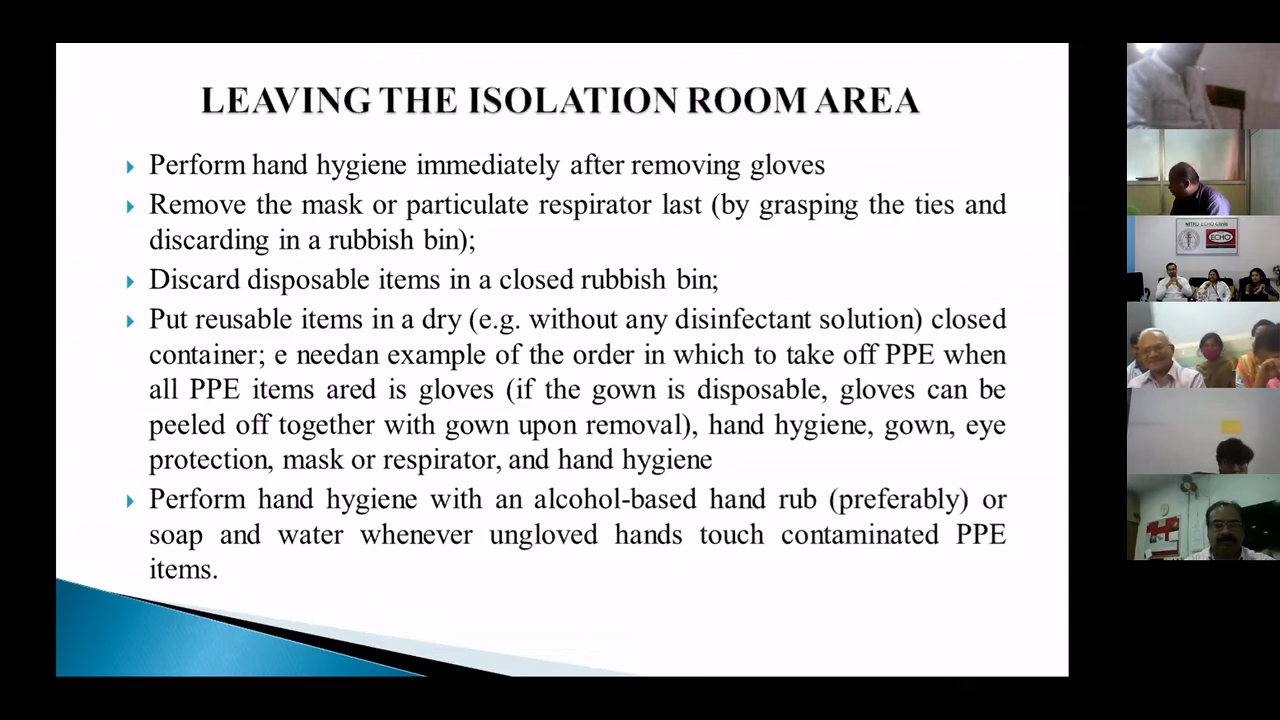 LEAVING THE ISOLATION ROOM AREA
Perform hand hygiene immediately after removing gloves
Remove the mask or particulate respirator last (by grasping the ties and
discarding in a rubbish bin);
Discard disposable items in a closed rubbish bin;
Put reusable items in a dry (e.g. without any disinfectant solution) closed
container; e needan example of the order in which to take off PPE when
all PPE items ared is gloves (if the gown is disposable, gloves can be
peeled off together with gown upon removal), hand hygiene, gown, eye
protection, mask or respirator, and hand hygiene
Perform hand hygiene with an alcohol-based hand rub (preferably) or
soap and water whenever ungloved hands touch contaminated PPE
items.
ECHO